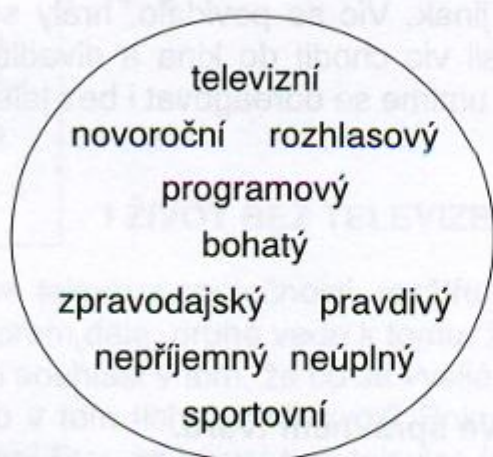 televizní
novoroční rozhlasový
programový
bohatý
zpravodajský pravdivý
nepříjemný neúplný
sportovní